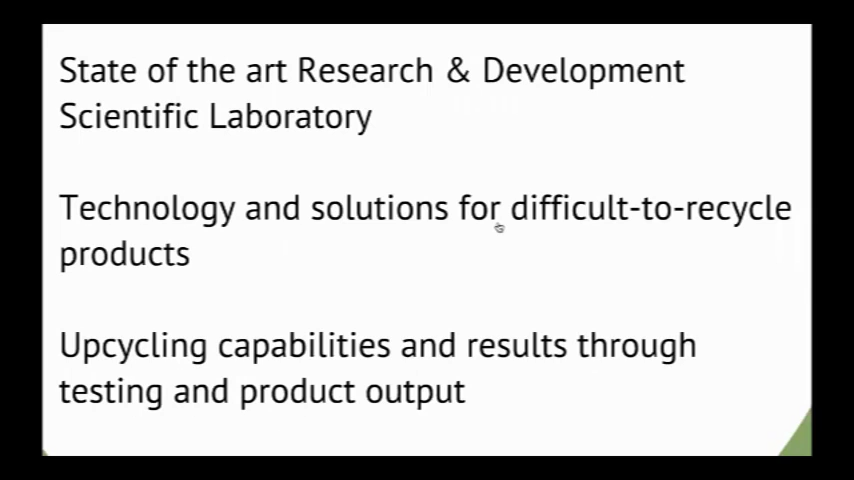 State of the art Research & Development
Scientific Laboratory
Technology and solutions for difficult-to-recycle
products
Upcycling capabilities and results through
testing and product output